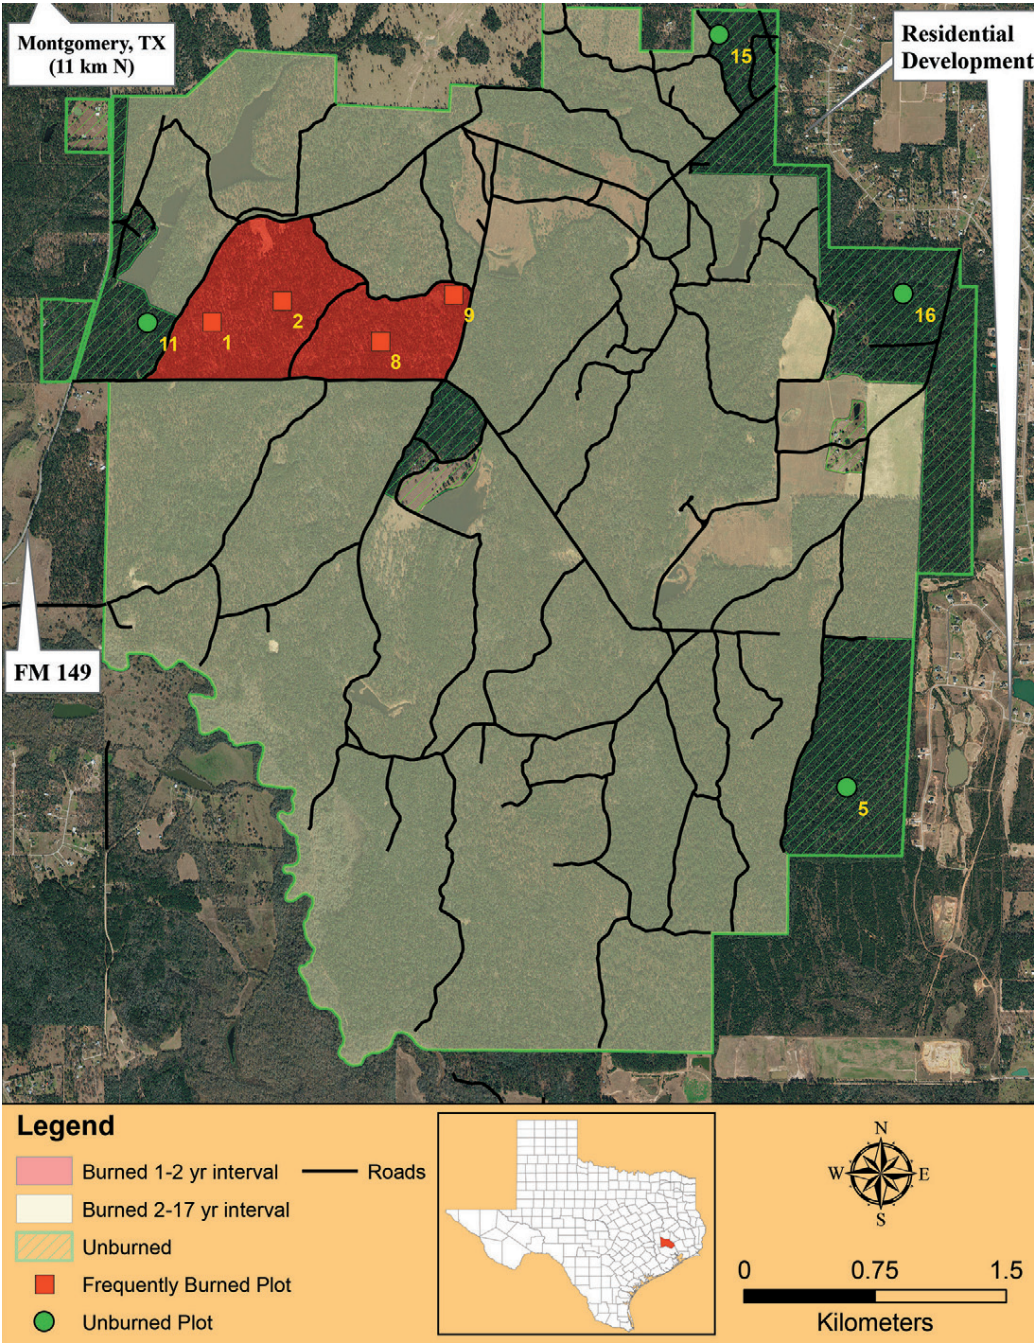 Montgomery, TX
(11 km N)
Residential
Development
15
16
9
2
11
1
8
5
FM 149
Legend
Burned 1-2 yr interval
Roads
Burned 2-17 yr interval
Unburned
Frequently Burned Plot
Unburned Plot
N
W
E
S
0
0.75
1.5
Kilometers